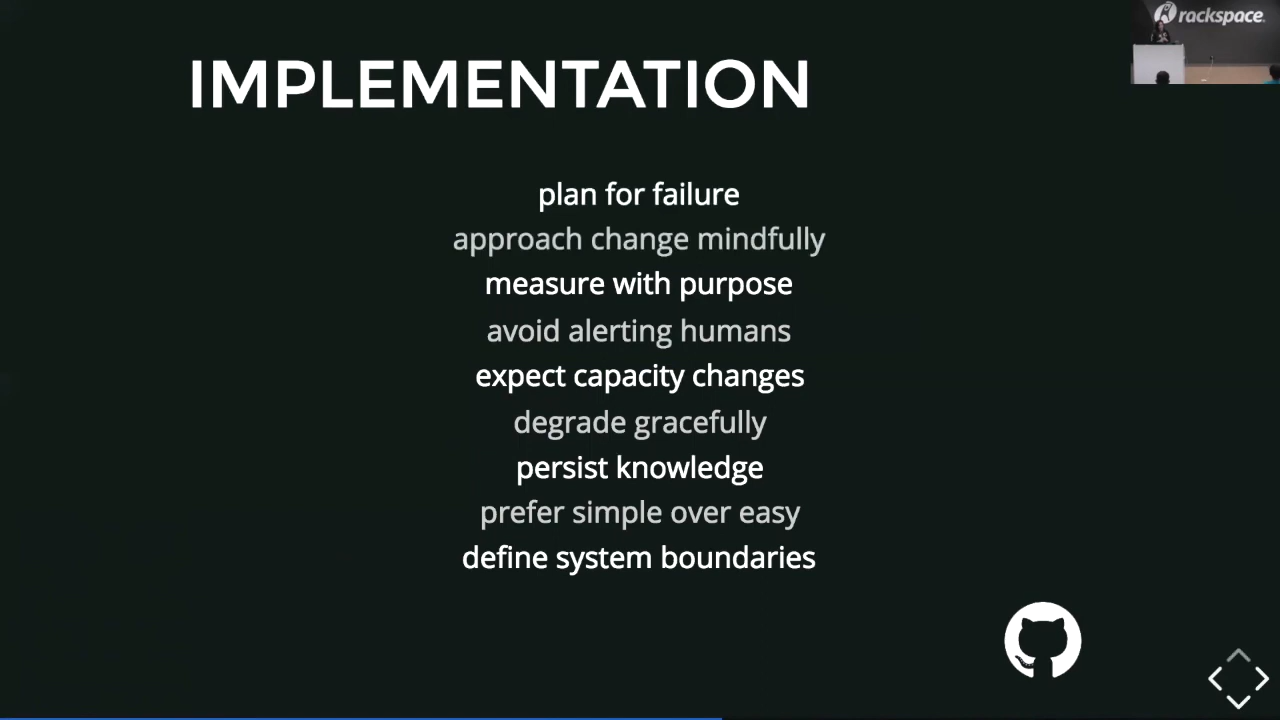 rackspace.
IMPLEMENTATION
plan for failure
approach change mindfully
measure with purpose
avoid alerting humans
expect capacity changes
degrade gracefully
persist knowledge
prefer simple over easy
define system boundaries